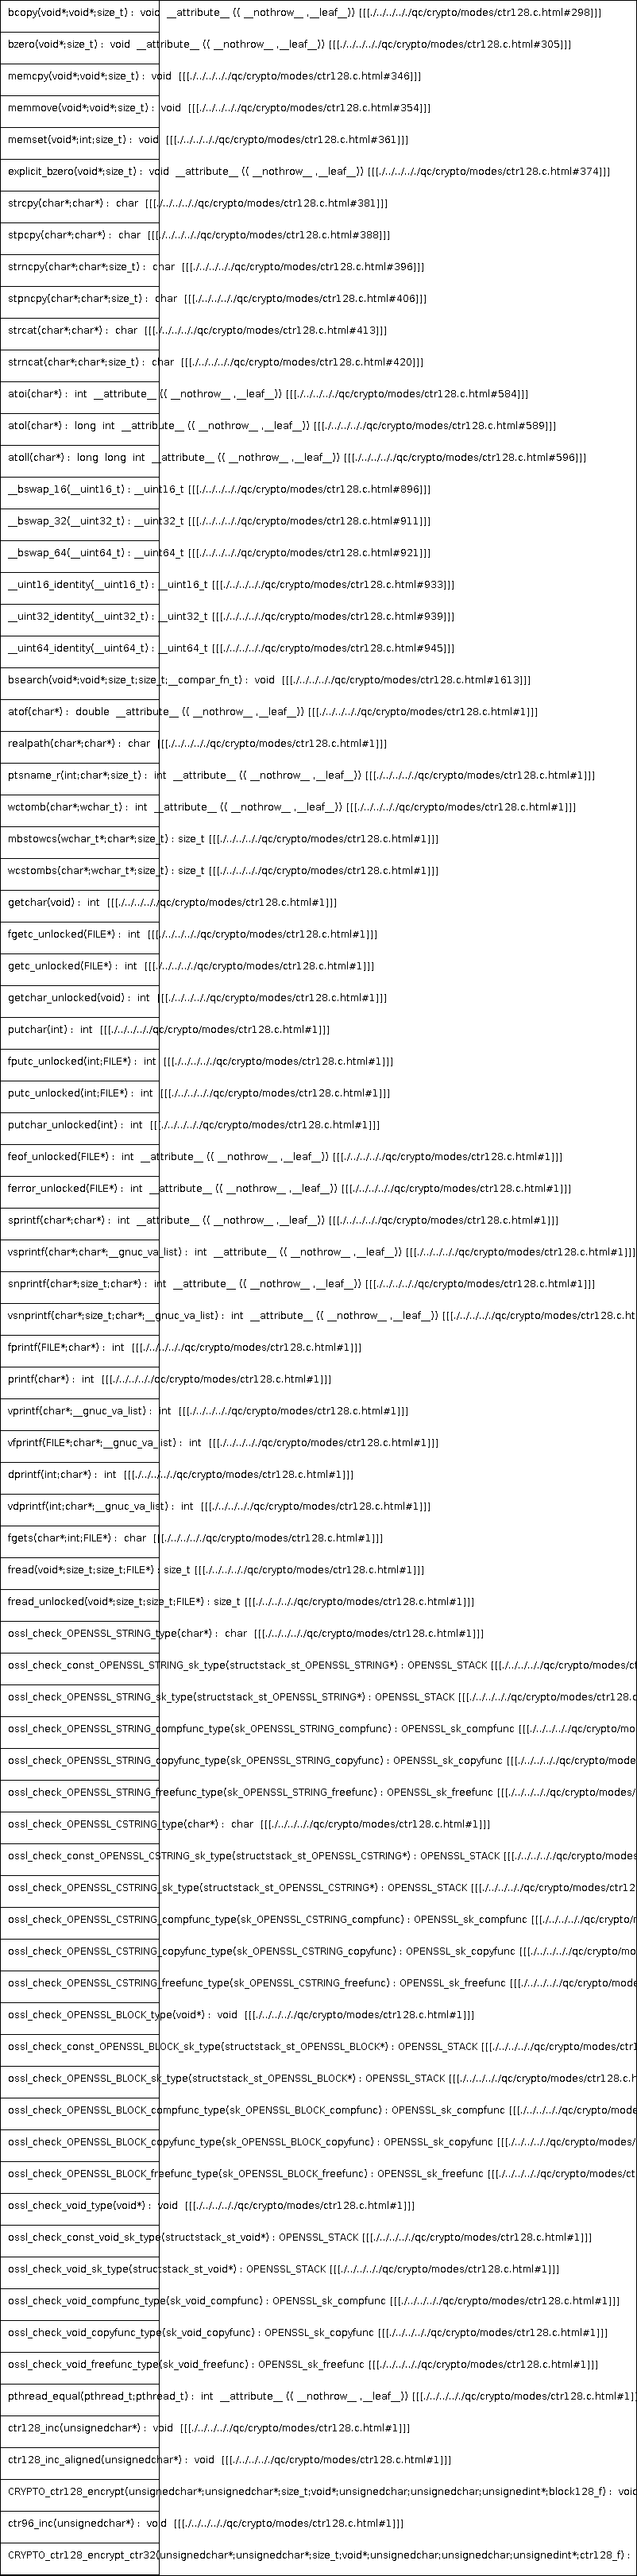 bcopy(void*;void*;size_t) : void __attribute__ (( __nothrow__ ,__leaf__)) [[[./../../../qc/crypto/modes/ctr128.c.html#298]]]
bzero(void*;size_t) : void __attribute__ (( __nothrow__ ,__leaf__)) [[[./../../../qc/crypto/modes/ctr128.c.html#305]]]
memcpy(void*;void*;size_t) : void [[[./../../../qc/crypto/modes/ctr128.c.html#346]]]
memmove(void*;void*;size_t) : void [[[./../../../qc/crypto/modes/ctr128.c.html#354]]]
memset(void*;int;size_t) : void [[[./../../../qc/crypto/modes/ctr128.c.html#361]]]
explicit_bzero(void*;size_t) : void __attribute__ (( __nothrow__ ,__leaf__)) [[[./../../../qc/crypto/modes/ctr128.c.html#374]]]
strcpy(char*;char*) : char [[[./../../../qc/crypto/modes/ctr128.c.html#381]]]
stpcpy(char*;char*) : char [[[./../../../qc/crypto/modes/ctr128.c.html#388]]]
strncpy(char*;char*;size_t) : char [[[./../../../qc/crypto/modes/ctr128.c.html#396]]]
stpncpy(char*;char*;size_t) : char [[[./../../../qc/crypto/modes/ctr128.c.html#406]]]
strcat(char*;char*) : char [[[./../../../qc/crypto/modes/ctr128.c.html#413]]]
strncat(char*;char*;size_t) : char [[[./../../../qc/crypto/modes/ctr128.c.html#420]]]
atoi(char*) : int __attribute__ (( __nothrow__ ,__leaf__)) [[[./../../../qc/crypto/modes/ctr128.c.html#584]]]
atol(char*) : long int __attribute__ (( __nothrow__ ,__leaf__)) [[[./../../../qc/crypto/modes/ctr128.c.html#589]]]
atoll(char*) : long long int __attribute__ (( __nothrow__ ,__leaf__)) [[[./../../../qc/crypto/modes/ctr128.c.html#596]]]
__bswap_16(__uint16_t) : __uint16_t [[[./../../../qc/crypto/modes/ctr128.c.html#896]]]
__bswap_32(__uint32_t) : __uint32_t [[[./../../../qc/crypto/modes/ctr128.c.html#911]]]
__bswap_64(__uint64_t) : __uint64_t [[[./../../../qc/crypto/modes/ctr128.c.html#921]]]
__uint16_identity(__uint16_t) : __uint16_t [[[./../../../qc/crypto/modes/ctr128.c.html#933]]]
__uint32_identity(__uint32_t) : __uint32_t [[[./../../../qc/crypto/modes/ctr128.c.html#939]]]
__uint64_identity(__uint64_t) : __uint64_t [[[./../../../qc/crypto/modes/ctr128.c.html#945]]]
bsearch(void*;void*;size_t;size_t;__compar_fn_t) : void [[[./../../../qc/crypto/modes/ctr128.c.html#1613]]]
atof(char*) : double __attribute__ (( __nothrow__ ,__leaf__)) [[[./../../../qc/crypto/modes/ctr128.c.html#1]]]
realpath(char*;char*) : char [[[./../../../qc/crypto/modes/ctr128.c.html#1]]]
ptsname_r(int;char*;size_t) : int __attribute__ (( __nothrow__ ,__leaf__)) [[[./../../../qc/crypto/modes/ctr128.c.html#1]]]
wctomb(char*;wchar_t) : int __attribute__ (( __nothrow__ ,__leaf__)) [[[./../../../qc/crypto/modes/ctr128.c.html#1]]]
mbstowcs(wchar_t*;char*;size_t) : size_t [[[./../../../qc/crypto/modes/ctr128.c.html#1]]]
wcstombs(char*;wchar_t*;size_t) : size_t [[[./../../../qc/crypto/modes/ctr128.c.html#1]]]
getchar(void) : int [[[./../../../qc/crypto/modes/ctr128.c.html#1]]]
fgetc_unlocked(FILE*) : int [[[./../../../qc/crypto/modes/ctr128.c.html#1]]]
getc_unlocked(FILE*) : int [[[./../../../qc/crypto/modes/ctr128.c.html#1]]]
getchar_unlocked(void) : int [[[./../../../qc/crypto/modes/ctr128.c.html#1]]]
putchar(int) : int [[[./../../../qc/crypto/modes/ctr128.c.html#1]]]
fputc_unlocked(int;FILE*) : int [[[./../../../qc/crypto/modes/ctr128.c.html#1]]]
putc_unlocked(int;FILE*) : int [[[./../../../qc/crypto/modes/ctr128.c.html#1]]]
putchar_unlocked(int) : int [[[./../../../qc/crypto/modes/ctr128.c.html#1]]]
feof_unlocked(FILE*) : int __attribute__ (( __nothrow__ ,__leaf__)) [[[./../../../qc/crypto/modes/ctr128.c.html#1]]]
ferror_unlocked(FILE*) : int __attribute__ (( __nothrow__ ,__leaf__)) [[[./../../../qc/crypto/modes/ctr128.c.html#1]]]
sprintf(char*;char*) : int __attribute__ (( __nothrow__ ,__leaf__)) [[[./../../../qc/crypto/modes/ctr128.c.html#1]]]
vsprintf(char*;char*;__gnuc_va_list) : int __attribute__ (( __nothrow__ ,__leaf__)) [[[./../../../qc/crypto/modes/ctr128.c.html#1]]]
snprintf(char*;size_t;char*) : int __attribute__ (( __nothrow__ ,__leaf__)) [[[./../../../qc/crypto/modes/ctr128.c.html#1]]]
vsnprintf(char*;size_t;char*;__gnuc_va_list) : int __attribute__ (( __nothrow__ ,__leaf__)) [[[./../../../qc/crypto/modes/ctr128.c.ht
fprintf(FILE*;char*) : int [[[./../../../qc/crypto/modes/ctr128.c.html#1]]]
printf(char*) : int [[[./../../../qc/crypto/modes/ctr128.c.html#1]]]
vprintf(char*;__gnuc_va_list) : int [[[./../../../qc/crypto/modes/ctr128.c.html#1]]]
vfprintf(FILE*;char*;__gnuc_va_list) : int [[[./../../../qc/crypto/modes/ctr128.c.html#1]]]
dprintf(int;char*) : int [[[./../../../qc/crypto/modes/ctr128.c.html#1]]]
vdprintf(int;char*;__gnuc_va_list) : int [[[./../../../qc/crypto/modes/ctr128.c.html#1]]]
fgets(char*;int;FILE*) : char [[[./../../../qc/crypto/modes/ctr128.c.html#1]]]
fread(void*;size_t;size_t;FILE*) : size_t [[[./../../../qc/crypto/modes/ctr128.c.html#1]]]
fread_unlocked(void*;size_t;size_t;FILE*) : size_t [[[./../../../qc/crypto/modes/ctr128.c.html#1]]]
ossl_check_OPENSSL_STRING_type(char*) : char [[[./../../../qc/crypto/modes/ctr128.c.html#1]]]
ossl_check_const_OPENSSL_STRING_sk_type(structstack_st_OPENSSL_STRING*) : OPENSSL_STACK [[[./../../../qc/crypto/modes/ct
ossl_check_OPENSSL_STRING_sk_type(structstack_st_OPENSSL_STRING*) : OPENSSL_STACK [[[./../../../qc/crypto/modes/ctr128.c
ossl_check_OPENSSL_STRING_compfunc_type(sk_OPENSSL_STRING_compfunc) : OPENSSL_sk_compfunc [[[./../../../qc/crypto/mo
ossl_check_OPENSSL_STRING_copyfunc_type(sk_OPENSSL_STRING_copyfunc) : OPENSSL_sk_copyfunc [[[./../../../qc/crypto/mode
ossl_check_OPENSSL_STRING_freefunc_type(sk_OPENSSL_STRING_freefunc) : OPENSSL_sk_freefunc [[[./../../../qc/crypto/modes/
ossl_check_OPENSSL_CSTRING_type(char*) : char [[[./../../../qc/crypto/modes/ctr128.c.html#1]]]
ossl_check_const_OPENSSL_CSTRING_sk_type(structstack_st_OPENSSL_CSTRING*) : OPENSSL_STACK [[[./../../../qc/crypto/modes
ossl_check_OPENSSL_CSTRING_sk_type(structstack_st_OPENSSL_CSTRING*) : OPENSSL_STACK [[[./../../../qc/crypto/modes/ctr12
ossl_check_OPENSSL_CSTRING_compfunc_type(sk_OPENSSL_CSTRING_compfunc) : OPENSSL_sk_compfunc [[[./../../../qc/crypto/
ossl_check_OPENSSL_CSTRING_copyfunc_type(sk_OPENSSL_CSTRING_copyfunc) : OPENSSL_sk_copyfunc [[[./../../../qc/crypto/mo
ossl_check_OPENSSL_CSTRING_freefunc_type(sk_OPENSSL_CSTRING_freefunc) : OPENSSL_sk_freefunc [[[./../../../qc/crypto/mode
ossl_check_OPENSSL_BLOCK_type(void*) : void [[[./../../../qc/crypto/modes/ctr128.c.html#1]]]
ossl_check_const_OPENSSL_BLOCK_sk_type(structstack_st_OPENSSL_BLOCK*) : OPENSSL_STACK [[[./../../../qc/crypto/modes/ctr1
ossl_check_OPENSSL_BLOCK_sk_type(structstack_st_OPENSSL_BLOCK*) : OPENSSL_STACK [[[./../../../qc/crypto/modes/ctr128.c.h
ossl_check_OPENSSL_BLOCK_compfunc_type(sk_OPENSSL_BLOCK_compfunc) : OPENSSL_sk_compfunc [[[./../../../qc/crypto/mod
ossl_check_OPENSSL_BLOCK_copyfunc_type(sk_OPENSSL_BLOCK_copyfunc) : OPENSSL_sk_copyfunc [[[./../../../qc/crypto/modes/
ossl_check_OPENSSL_BLOCK_freefunc_type(sk_OPENSSL_BLOCK_freefunc) : OPENSSL_sk_freefunc [[[./../../../qc/crypto/modes/ct
ossl_check_void_type(void*) : void [[[./../../../qc/crypto/modes/ctr128.c.html#1]]]
ossl_check_const_void_sk_type(structstack_st_void*) : OPENSSL_STACK [[[./../../../qc/crypto/modes/ctr128.c.html#1]]]
ossl_check_void_sk_type(structstack_st_void*) : OPENSSL_STACK [[[./../../../qc/crypto/modes/ctr128.c.html#1]]]
ossl_check_void_compfunc_type(sk_void_compfunc) : OPENSSL_sk_compfunc [[[./../../../qc/crypto/modes/ctr128.c.html#1]]]
ossl_check_void_copyfunc_type(sk_void_copyfunc) : OPENSSL_sk_copyfunc [[[./../../../qc/crypto/modes/ctr128.c.html#1]]]
ossl_check_void_freefunc_type(sk_void_freefunc) : OPENSSL_sk_freefunc [[[./../../../qc/crypto/modes/ctr128.c.html#1]]]
pthread_equal(pthread_t;pthread_t) : int __attribute__ (( __nothrow__ ,__leaf__)) [[[./../../../qc/crypto/modes/ctr128.c.html#1]]
ctr128_inc(unsignedchar*) : void [[[./../../../qc/crypto/modes/ctr128.c.html#1]]]
ctr128_inc_aligned(unsignedchar*) : void [[[./../../../qc/crypto/modes/ctr128.c.html#1]]]
CRYPTO_ctr128_encrypt(unsignedchar*;unsignedchar*;size_t;void*;unsignedchar;unsignedchar;unsignedint*;block128_f) : void
ctr96_inc(unsignedchar*) : void [[[./../../../qc/crypto/modes/ctr128.c.html#1]]]
CRYPTO_ctr128_encrypt_ctr32(unsignedchar*;unsignedchar*;size_t;void*;unsignedchar;unsignedchar;unsignedint*;ctr128_f) :